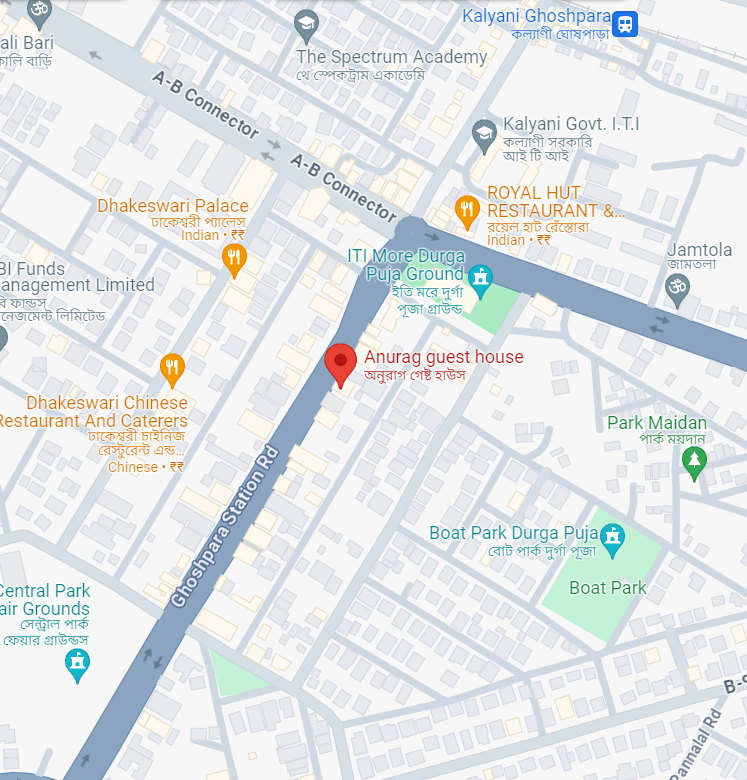 Kalyani Ghoshpara
কল্যাণী ঘোষপাড়া
ali Bari
কালি বাড়ি
The Spectrum Academy
থে স্পেকট্রাম একাডেমি
A-B Connector
Kalyani Govt. I.T.I
কল্যাণী সরকারি
আই টি আই
A-B Connector
ROYAL HUT
RESTAURANT &...
রয়েল হাট রেঁস্তোরা
Indian • ₹₹
Dhakeswari Palace
ঢাকেশ্বরী প্যালেস
Indian • ₹₹
ITI More Durga
Puja Ground
ইতি মরে দুর্গা
পূজা গ্রাউন্ড
Jamtola
জামতলা
BI Funds
anagement Limited
ফান্ডস
নেজমেন্ট লিমিটেড
Anurag guest house
অনুরাগ গেষ্ট হাউস
Dhakeswari Chinese
Restaurant And Caterers
ঢাকেশ্বরী চাইনিজ
রেস্টুরেন্ট এন্ড...
Chinese • ₹₹
Park Maidan
পার্ক ময়দান
Ghoshpara Station Rd
Boat Park Durga Puja
বোট পার্ক দুর্গা পূজা
Boat Park
Central Park
air Grounds
সেন্ট্রাল পার্ক
ফেয়ার গ্রাউন্ডস
Pannalal Rd